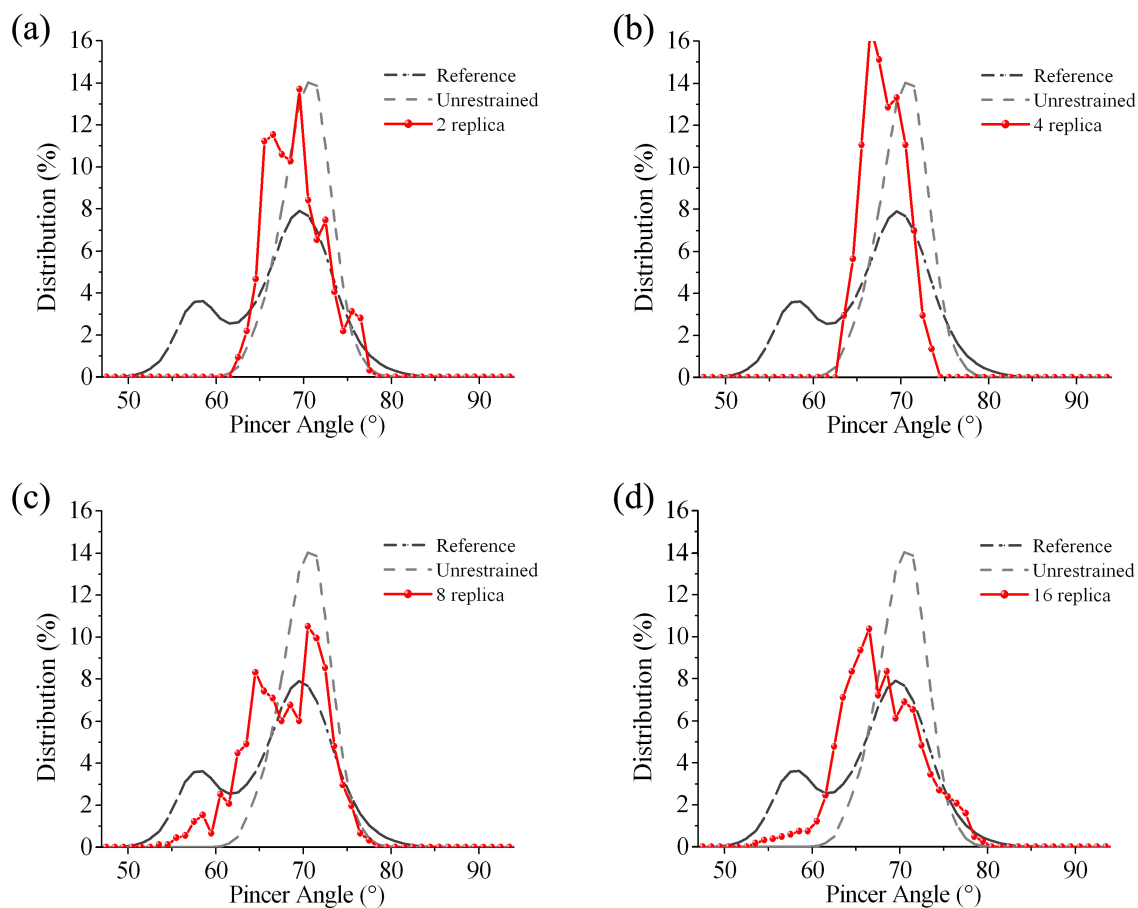 (a)
16
14
12
10
8
6
4
2
0
Distribution (%)
50 60 70 80 90
Pincer Angle (°)
Reference
Unrestrained
2 replica
(b)
16
14
12
10
8
6
4
2
0
Distribution (%)
50 60 70 80 90
Pincer Angle (°)
Reference
Unrestrained
4 replica
(c)
16
14
12
10
8
6
4
2
0
Distribution (%)
50 60 70 80 90
Pincer Angle (°)
Reference
Unrestrained
8 replica
(d)
16
14
12
10
8
6
4
2
0
Distribution (%)
50 60 70 80 90
Pincer Angle (°)
Reference
Unrestrained
16 replica